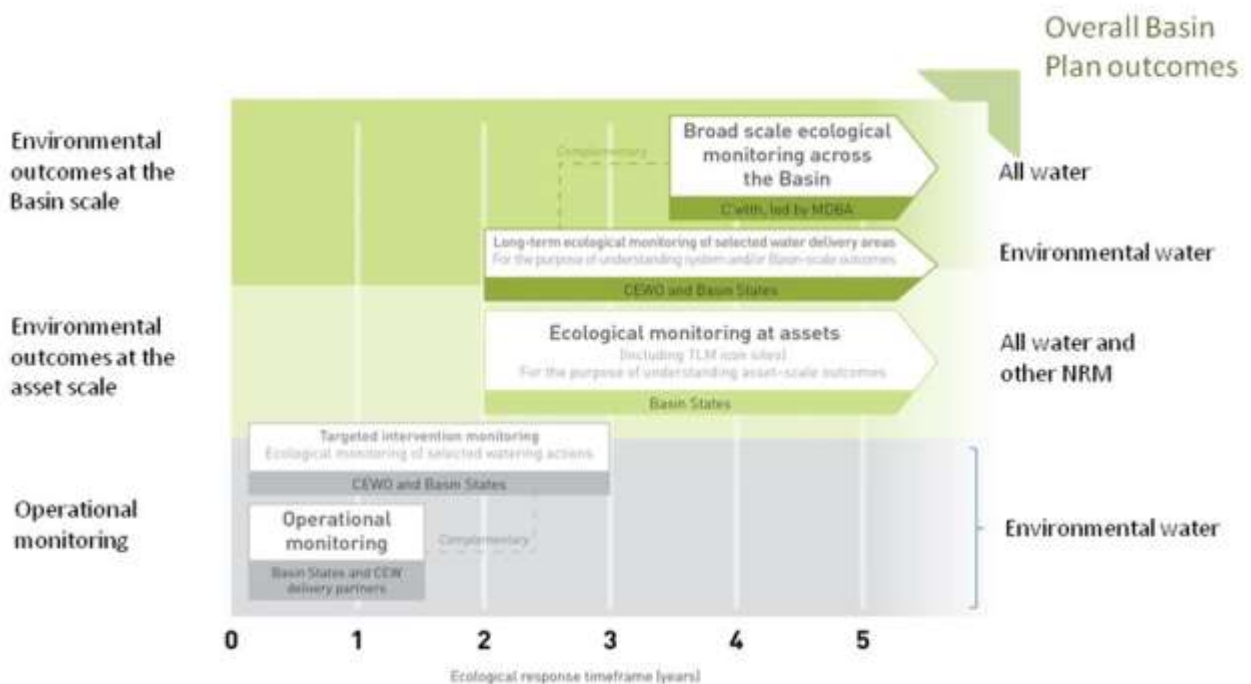 Overall Basin
Plan outcomes
Environmental
outcomes at the
Basin scale
Complementary
Broad scale ecological
monitoring across
the Basin
C'wlth, led by MDBA
All water
Long-term ecological monitoring of selected water delivery areas
For the purpose of understanding system and/or Basin-scale outcomes
CEWO and Basin States
Environmental water
Environmental
outcomes at the
asset scale
Ecological monitoring at assets
(including TLM icon sites)
For the purpose of understanding asset-scale outcomes
Basin States
All water and
other NRM
Targeted intervention monitoring
Ecological monitoring of selected watering actions
CEWO and Basin States
Operational
monitoring
Operational
monitoring
Complementary
Basin States and CEW
delivery partners
Environmental water
0 1 2 3 4 5
Ecological response timeframe (years)